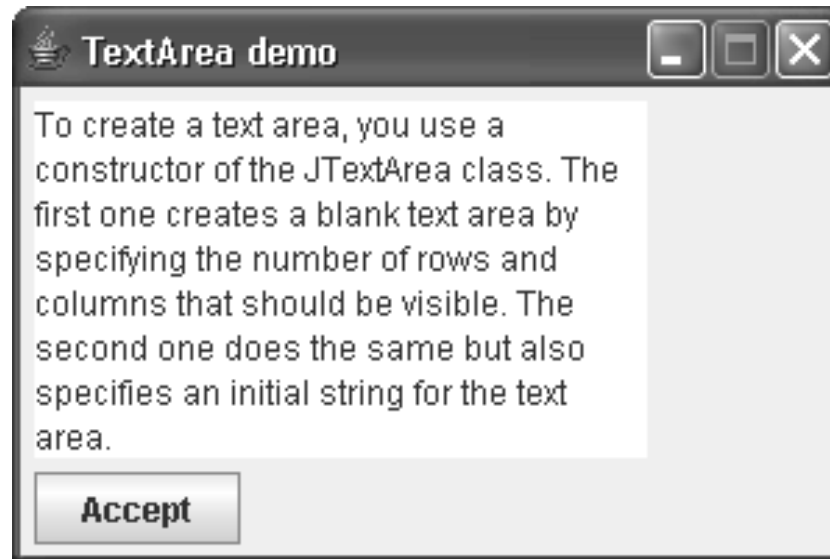 TextArea demo
To create a text area, you use a
constructor of the JTextArea class. The
first one creates a blank text area by
specifying the number of rows and
columns that should be visible. The
second one does the same but also
specifies an initial string for the text
area.
Accept